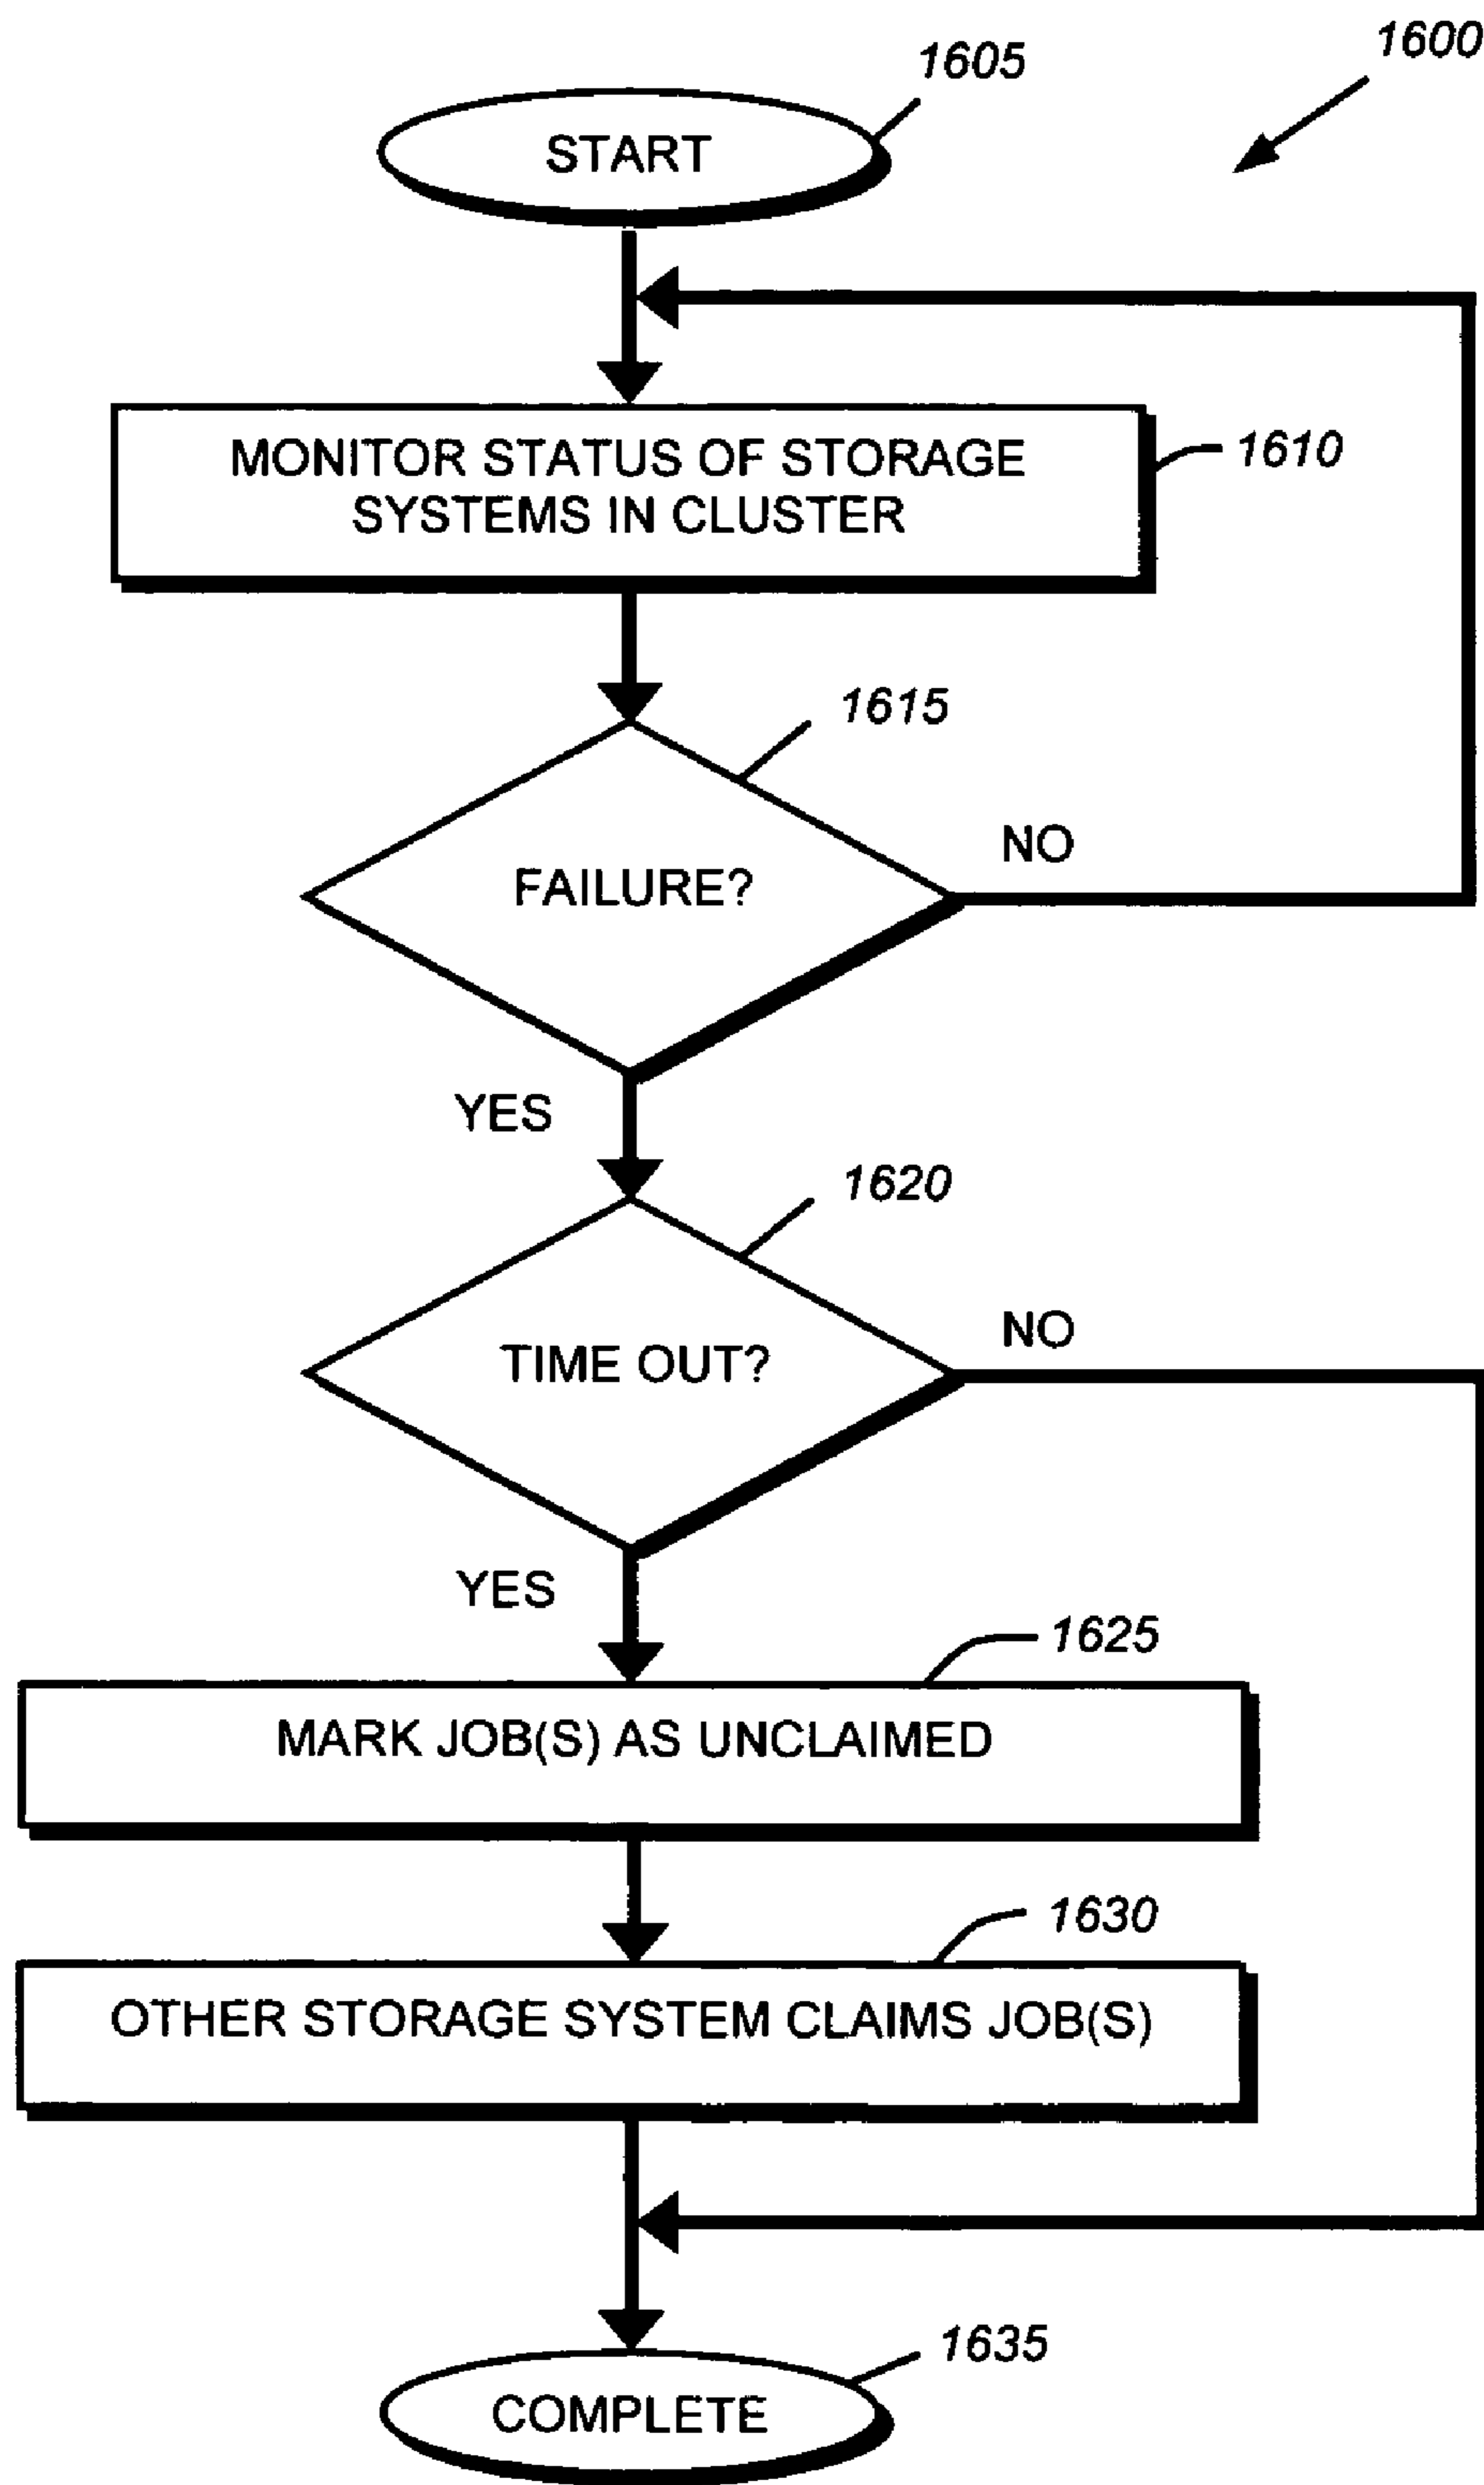 1600
1605
START
MONITOR STATUS OF STORAGE
SYSTEMS IN CLUSTER
1610
1615
FAILURE?
NO
YES
1620
TIME OUT?
NO
YES
1625
MARK JOB(S) AS UNCLAIMED
1630
OTHER STORAGE SYSTEM CLAIMS JOB(S)
1635
COMPLETE